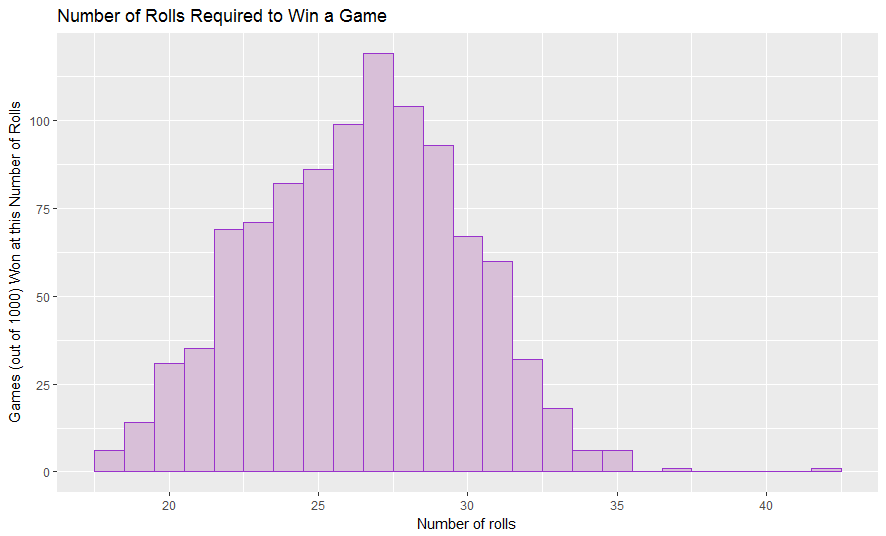 Number of Rolls Required to Win a Game
Games (out of 1000) Won at this Number of Rolls
100
75
50
25
0
20 25 30 35 40
Number of rolls